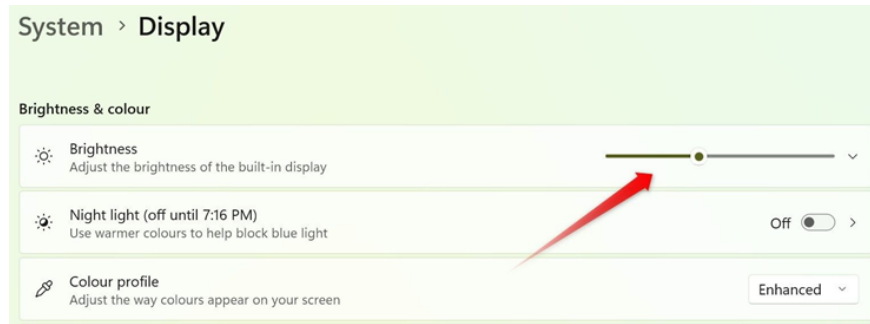 System > Display
Brightness & colour
Brightness
Adjust the brightness of the built-in display
Night light (off until 7:16 PM)
Use warmer colours to help block blue light
Off
Colour profile
Adjust the way colours appear on your screen
Enhanced